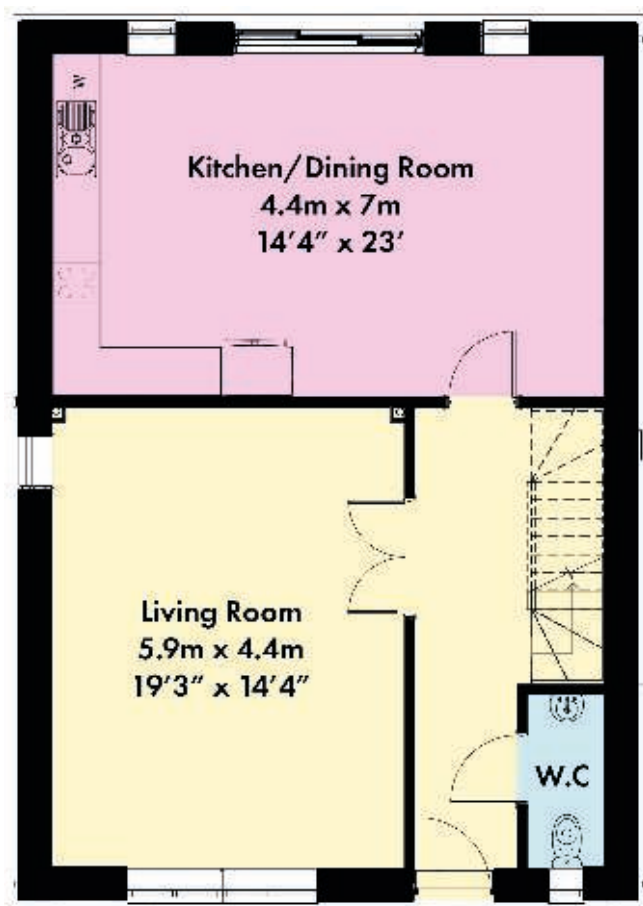 W
Kitchen/Dining Room
4.4m x 7m
14'4" x 23'
Living Room
5.9m x 4.4m
19'3" x 14'4"
W.C